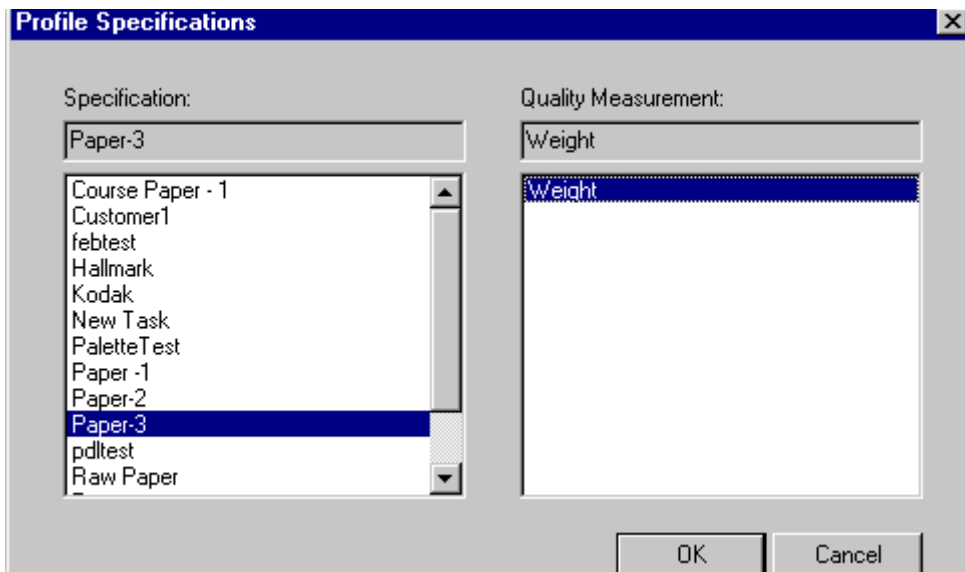 Profile Specifications
Specification:
Paper-3
Course Paper - 1
Customer1
febtest
Hallmark
Kodak
New Task
PaletteTest
Paper -1
Paper-2
Paper-3
pdltest
Raw Paper
Quality Measurement:
Weight
Weight
OK
Cancel